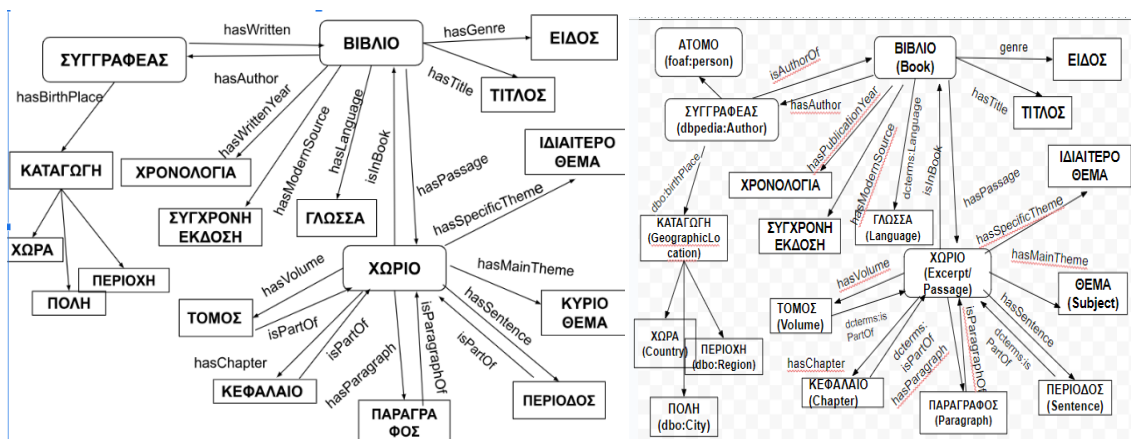 hasWritten
ΒΙΒΛΙΟ
hasGenre
ΕΙΔΟΣ
ΣΥΓΓΡΑΦΕΑΣ
hasAuthor
hasTitle
ΤΙΤΛΟΣ
hasBirthPlace
hasWrittenYear
hasModernSource
hasLanguage
isInBook
hasPassage
ΙΔΙΑΙΤΕΡΟ
ΘΕΜΑ
ΚΑΤΑΓΩΓΗ
ΧΡΟΝΟΛΟΓΙΑ
ΣΥΓΧΡΟΝΗ
ΕΚΔΟΣΗ
ΓΛΩΣΣΑ
hasSpecificTheme
ΧΩΡΑ
ΠΕΡΙΟΧΗ
ΠΟΛΗ
ΧΩΡΙΟ
hasVolume
hasMainTheme
ΤΟΜΟΣ
isPartOf
ΚΥΡΙΟ
ΘΕΜΑ
hasSentence
hasChapter
isPartOf
isParagraphOf
isPartOf
ΚΕΦΑΛΑΙΟ
hasParagraph
ΠΑΡΑΓΡΑ
ΦΟΣ
ΠΕΡΙΟΔΟΣ
ΑΤΟΜΟ
(foaf:person)
isAuthorOf
ΒΙΒΛΙΟ
(Book)
genre
ΕΙΔΟΣ
ΣΥΓΓΡΑΦΕΑΣ
(dbpedia:Author)
hasAuthor
hasTitle
ΤΙΤΛΟΣ
hasPublicationYear
hasModernSource
dcterms:Language
isInBook
hasPassage
ΙΔΙΑΙΤΕΡΟ
ΘΕΜΑ
dbo:birthPlace
ΧΡΟΝΟΛΟΓΙΑ
ΚΑΤΑΓΩΓΗ
(GeographicLo
cation)
ΣΥΓΧΡΟΝΗ
ΕΚΔΟΣΗ
ΓΛΩΣΣΑ
(Language)
hasSpecificTheme
ΧΩΡΙΟ
(Excerpt/
Passage)
hasVolume
hasMainTheme
ΤΟΜΟΣ
(Volume)
ΘΕΜΑ
(Subject)
ΧΩΡΑ
(Country)
ΠΕΡΙΟΧΗ
(dbo:Region)
dcterms:is
PartOf
hasSentence
hasChapter
dcterms:
isPartOf
hasParagraph
isParagraphOf
dcterms:is
PartOf
ΚΕΦΑΛΑΙΟ
(Chapter)
ΠΕΡΙΟΔΟΣ
(Sentence)
ΠΟΛΗ
(dbo:City)
ΠΑΡΑΓΡΑΦΟΣ
(Paragraph)